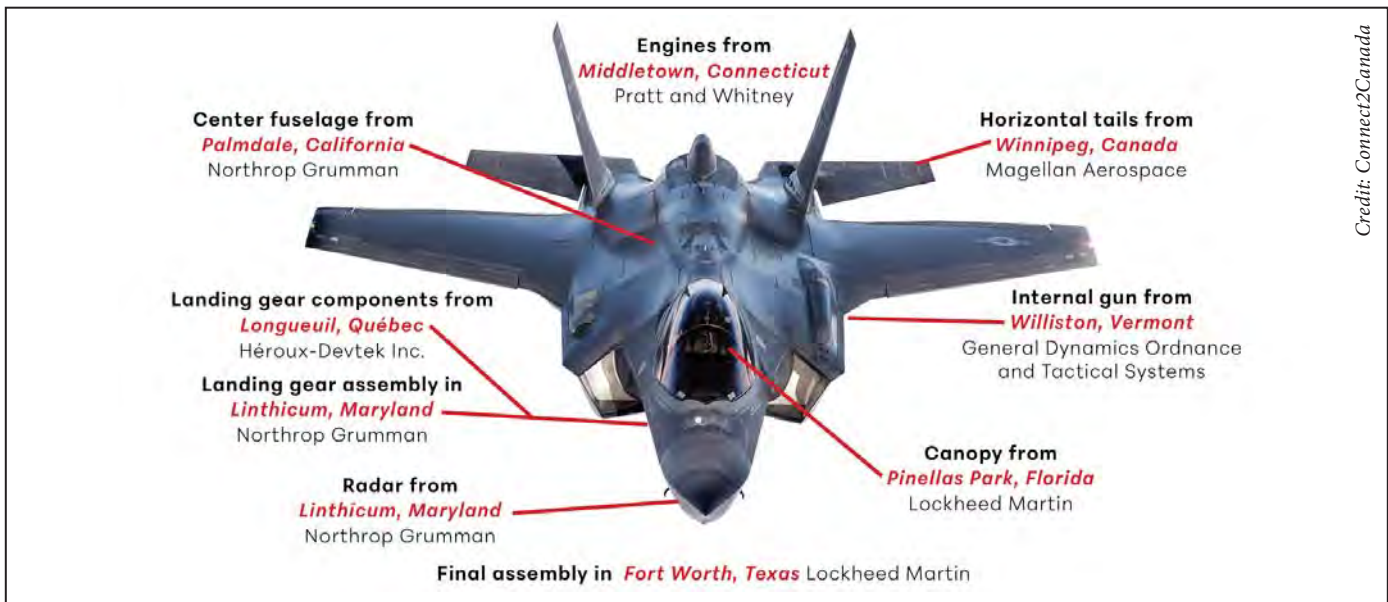 Engines from
Middletown, Connecticut
Pratt and Whitney
Center fuselage from
Palmdale, California
Northrop Grumman
Horizontal tails from
Winnipeg, Canada
Magellan Aerospace
Landing gear components from
Longueuil, Québec
Héroux-Devtek Inc.
Internal gun from
Williston, Vermont
General Dynamics Ordnance
and Tactical Systems
Landing gear assembly in
Linthicum, Maryland
Northrop Grumman
Canopy from
Pinellas Park, Florida
Lockheed Martin
Radar from
Linthicum, Maryland
Northrop Grumman
Final assembly in Fort Worth, Texas Lockheed Martin
Credit: Connect2Canada